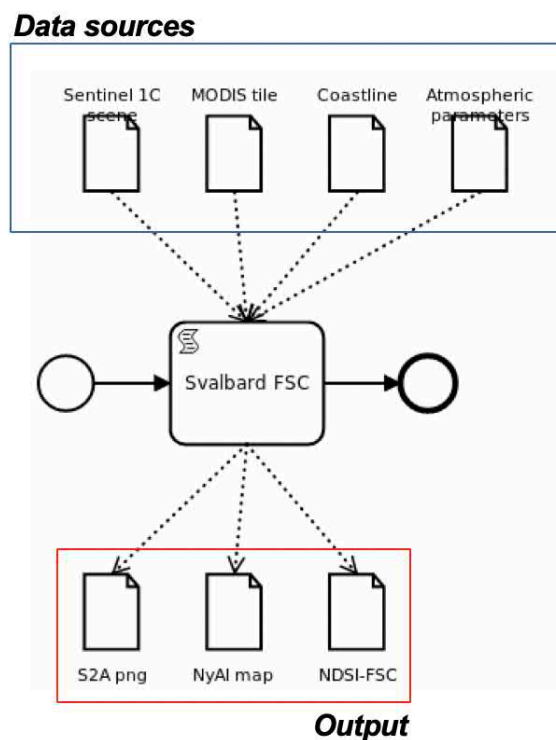 Data sources
Sentinel 1C
scene
MODIS tile
Coastline
Atmospheric
parameters
Svalbard FSC
S2A png
NyAl map
NDSI-FSC
Output